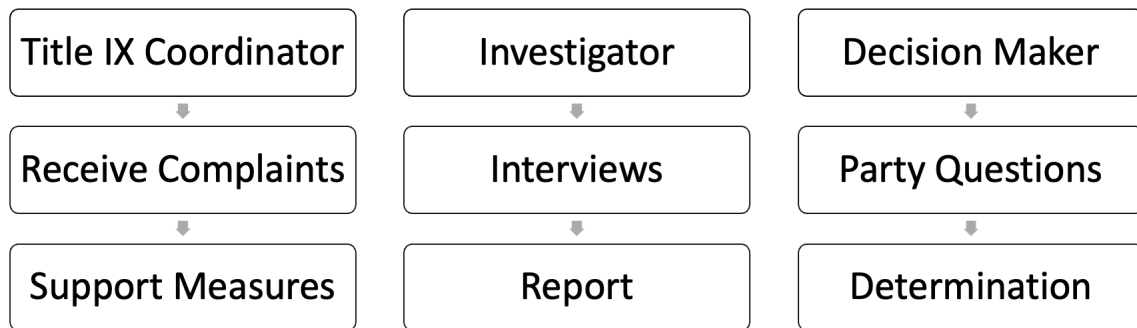 Title IX Coordinator
Receive Complaints
Support Measures
Investigator
Interviews
Report
Decision Maker
Party Questions
Determination